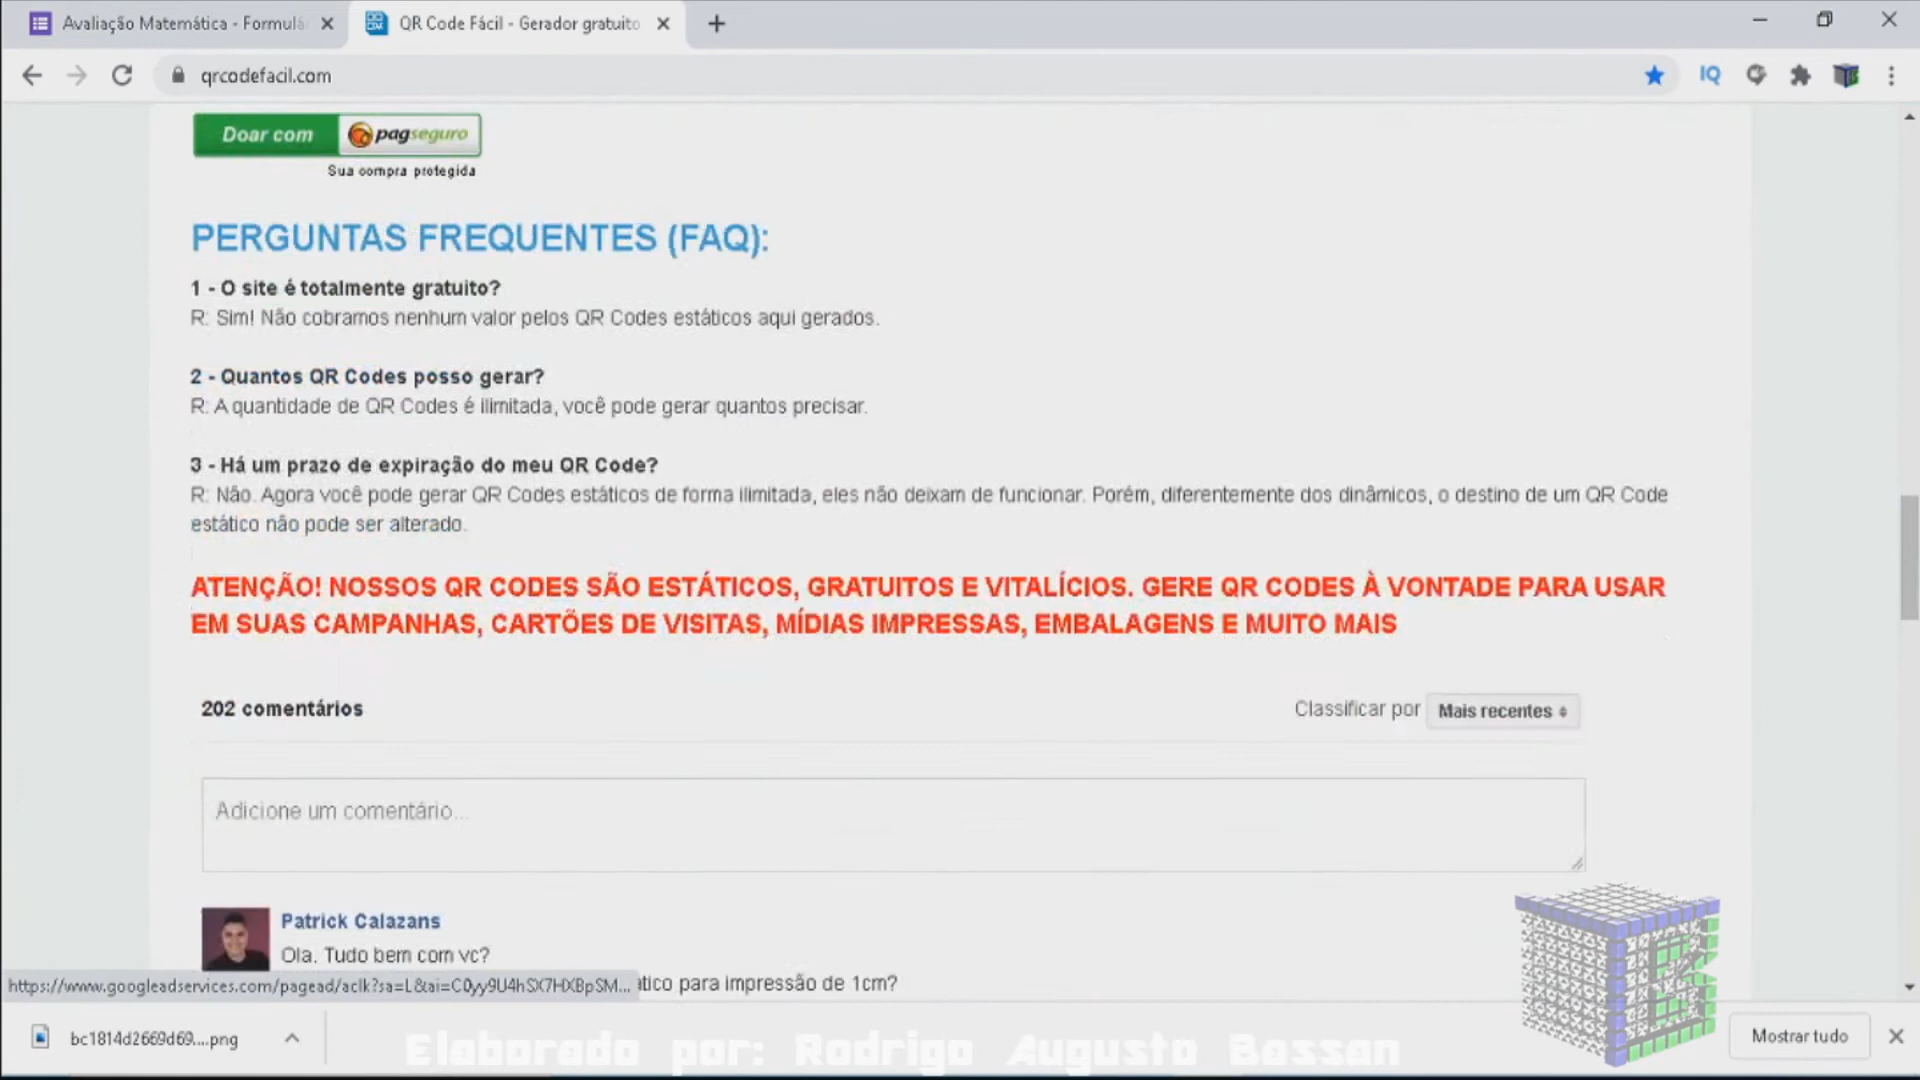 Avaliação Matemática - Formulá
QR Code Fácil - Gerador gratuito
qrcodefacil.com
IQ
Doar com pagseguro
Sua compra protegida
PERGUNTAS FREQUENTES (FAQ):
1 - O site é totalmente gratuito?
R: Sim! Não cobramos nenhum valor pelos QR Codes estáticos aqui gerados.
2 - Quantos QR Codes posso gerar?
R: A quantidade de QR Codes é ilimitada, você pode gerar quantos precisar.
3 - Há um prazo de expiração do meu QR Code?
R: Não. Agora você pode gerar QR Codes estáticos de forma ilimitada, eles não deixam de funcionar. Porém, diferentemente dos dinâmicos, o destino de um QR Code
estático não pode ser alterado.
ATENÇÃO! NOSSOS QR CODES SÃO ESTÁTICOS, GRATUITOS E VITALÍCIOS. GERE QR CODES À VONTADE PARA USAR
EM SUAS CAMPANHAS, CARTÕES DE VISITAS, MÍDIAS IMPRESSAS, EMBALAGENS E MUITO MAIS
202 comentários
Classificar por Mais recentes
Adicione um comentário...
Patrick Calazans
Ola. Tudo bem com vc?
https://www.googleadservices.com/pagead/aclk?sa=L&ai=C0yy9U4hSX7HXBpSM... ático para impressão de 1cm?
bc1814d2669d69....png
Elaborado por: Rodrigo Augusto Bassan
Mostrar tudo